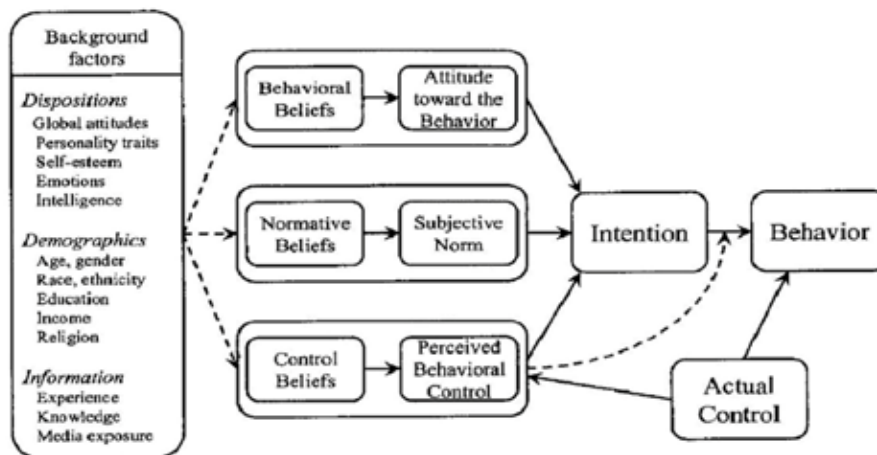 Background
factors
Dispositions
Global attitudes
Personality traits
Self-esteem
Emotions
Intelligence
Demographics
Age, gender
Race, ethnicity
Education
Income
Religion
Information
Experience
Knowledge
Media exposure
Behavioral
Beliefs
Attitude
toward the
Behavior
Normative
Beliefs
Subjective
Norm
Control
Beliefs
Perceived
Behavioral
Control
Intention
Behavior
Actual
Control